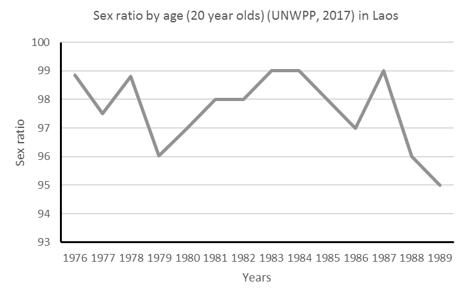 Sex ratio by age (20 year olds) (UNWPP, 2017) in Laos
100
99
98
97
96
95
94
93
Sex ratio
1976 1977 1978 1979 1980 1981 1982 1983 1984 1985 1986 1987 1988 1989
Years